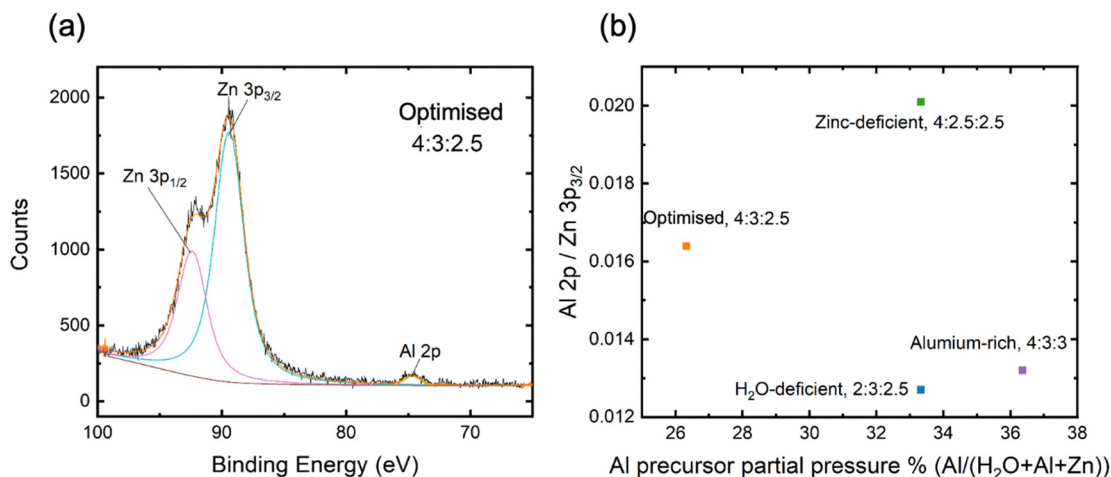 (a)
Zn 3p3/2
Optimised
4:3:2.5
Zn 3p1/2
Al 2p
Counts
2000
1500
1000
500
0
100
90
80
70
Binding Energy (eV)
(b)
Zinc-deficient, 4:2.5:2.5
Optimised, 4:3:2.5
Alumium-rich, 4:3:3
H2O-deficient, 2:3:2.5
Al 2p / Zn 3p3/2
0.020
0.018
0.016
0.014
0.012
26
28
30
32
34
36
38
Al precursor partial pressure % (Al/(H2O+Al+Zn))